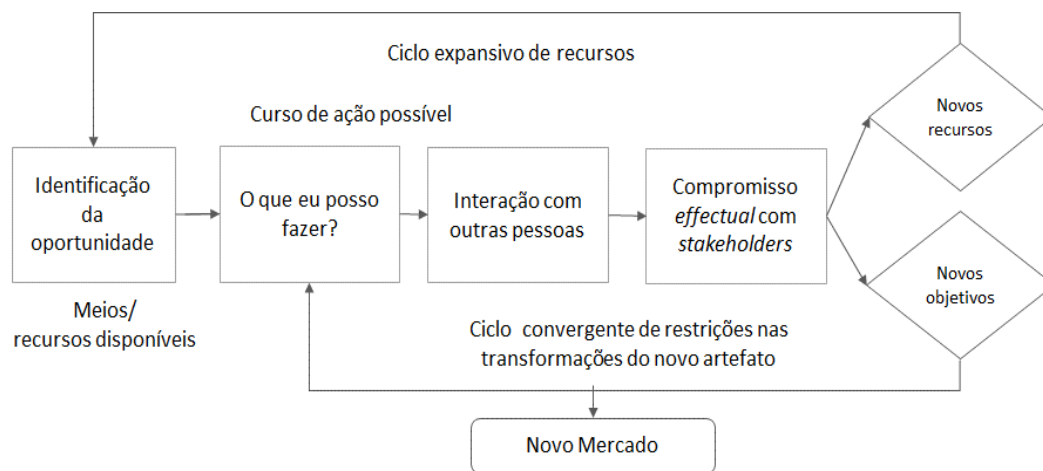 Ciclo expansivo de recursos
Curso de ação possível
Identificação
da
oportunidade
O que eu posso
fazer?
Interação com
outras pessoas
Compromisso
effectual com
stakeholders
Novos
recursos
Novos
objetivos
Meios/
recursos disponíveis
Ciclo convergente de restrições nas
transformações do novo artefato
Novo Mercado